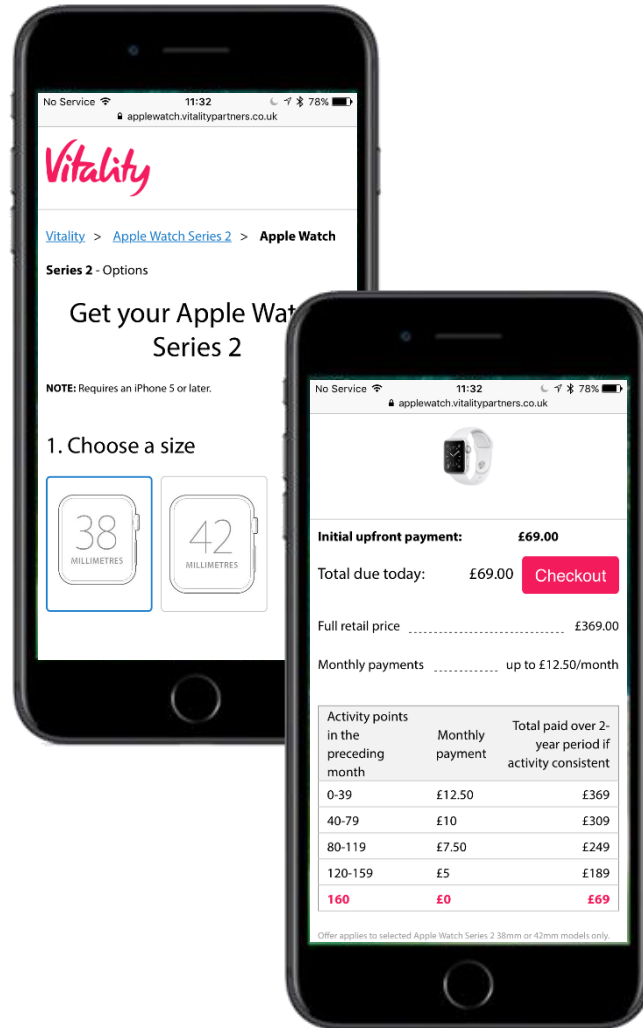 No Service 11:32 78%
applewatch.vitalitypartners.co.uk
Vitality
Vitality > Apple Watch Series 2 > Apple Watch
Series 2 - Options
Get your Apple Wat
Series 2
NOTE: Requires an iPhone 5 or later.
1. Choose a size
38 42
MILLIMETRES MILLIMETRES
No Service 11:32 78%
applewatch.vitalitypartners.co.uk
Initial upfront payment: £69.00
Total due today: £69.00 Checkout
Full retail price £369.00
Monthly payments up to £12.50/month
Activity points
in the
preceding
month
Monthly
payment
Total paid over 2-
year period if
activity consistent
0-39 £12.50 £369
40-79 £10 £309
80-119 £7.50 £249
120-159 £5 £189
160 £0 £69
Offer applies to selected Apple Watch Series 2 38mm or 42mm models only.